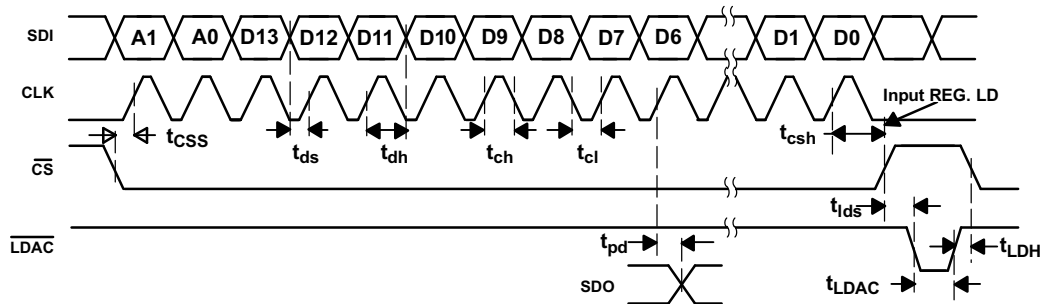 SDI A1 A0 D13 D12 D11 D10 D9 D8 D7 D6 D1 D0
CLK
Input REG. LD
tCSS tds tdh tch tcl tcsh
CS
tlds
LDAC
tpd
tLDH
tLDAC
SDO